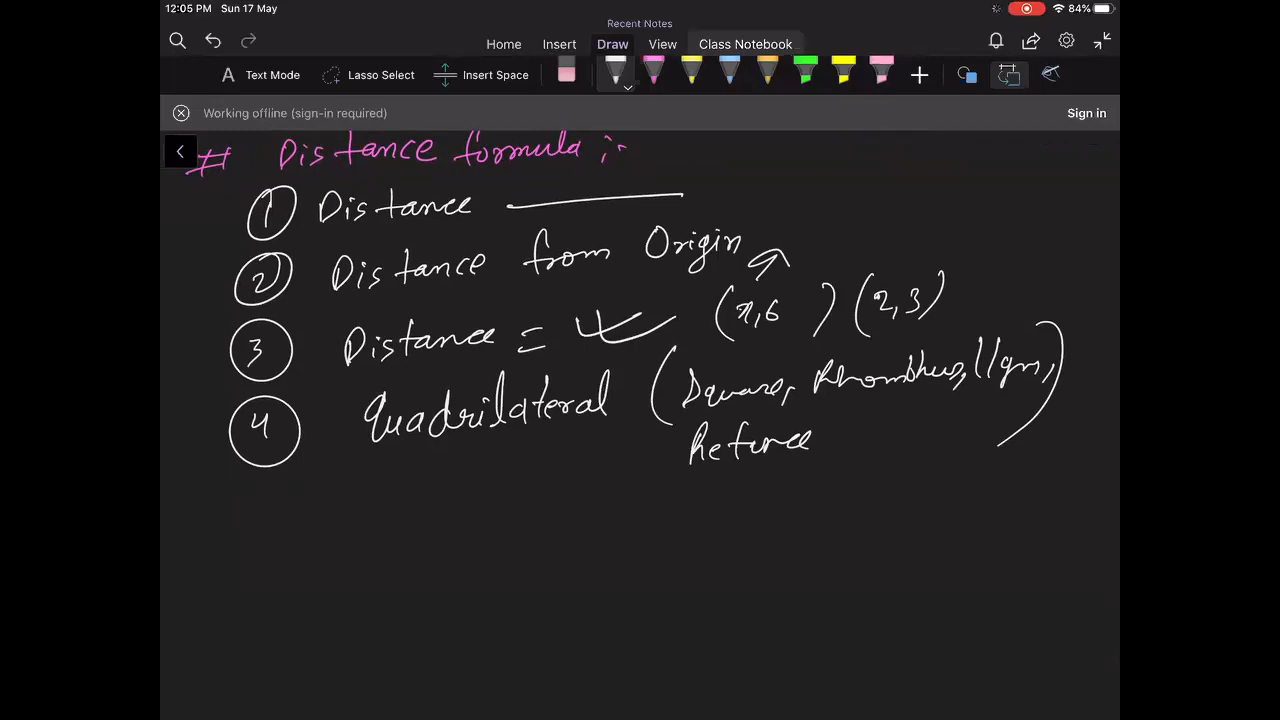 12:05 PM Sun 17 May 84%
Recent Notes
Home Insert Draw View Class Notebook
A Text Mode Lasso Select Insert Space
Working offline (sign-in required) Sign in
# Distance formula :-
1 Distance
2 Distance from Origin
3 Distance = (x,6 ) (2,3)
4 Quadrilateral (Square, Rhombus, llgm,